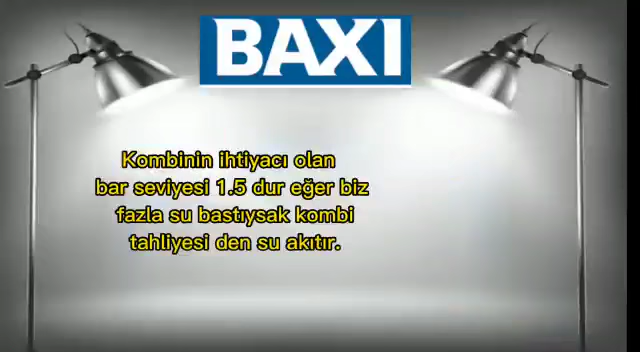 BAXI
Kombinin ihtiyacı olan
bar seviyesi 1.5 dur eğer biz
fazla su bastıysak kombi
tahliyesi den su akıtır.